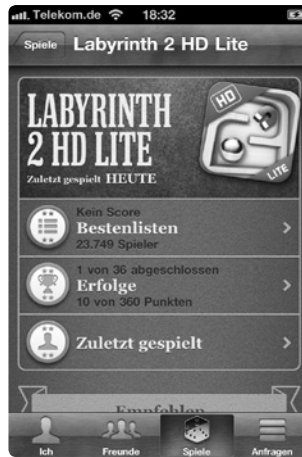 Telekom.de 18:32
Spiele Labyrinth 2 HD Lite
LABYRINTH
2 HD LITE
Zuletzt gespielt HEUTE
HD
LITE
Kein Score
Bestenlisten
23.749 Spieler
1 von 36 abgeschlossen
Erfolge
10 von 360 Punkten
Zuletzt gespielt
Empfehlen
Ich Freunde Spiele Anfragen